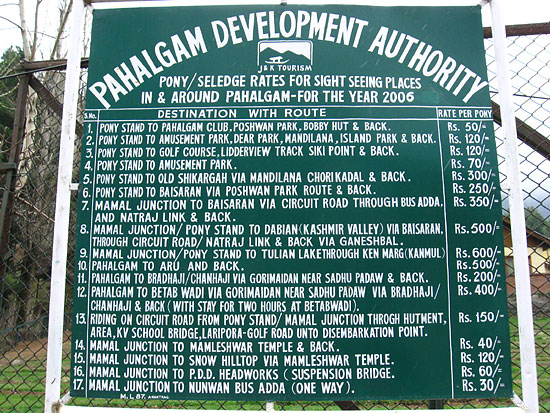 PAHALGAM DEVELOPMENT AUTHORITY
J & K TOURISM
PONY/SELEDGE RATES FOR SIGHT SEEING PLACES
IN & AROUND PAHALGAM-FOR THE YEAR 2006
S.No. DESTINATION WITH ROUTE RATE PER PONY
1. PONY STAND TO PAHALGAM CLUB, POSHWAN PARK, BOBBY HUT & BACK. Rs. 50/-
2. PONY STAND TO AMUSEMENT PARK, DEAR PARK, MANDILANA, ISLAND PARK & BACK. Rs. 120/-
3. PONY STAND TO GOLF COURSE, LIDDERVIEW TRACK SIKI POINT & BACK. Rs. 120/-
4. PONY STAND TO AMUSEMENT PARK. Rs. 70/-
5. PONY STAND TO OLD SHIKARGAH VIA MANDILANA CHORIKADAL & BACK. Rs. 300/-
6. PONY STAND TO BAISARAN VIA POSHWAN PARK ROUTE & BACK. Rs. 250/-
7 MAMAL JUNCTION TO BAISARAN VIA CIRCUIT ROAD THROUGH BUS ADDA Rs. 350/-
AND NATRAJ LINK & BACK.
8. MAMAL JUNCTION/ PONY STAND TO DABIAN (KASHMIR VALLEY) VIA BAISARAN. Rs. 500/-
THROUGH CIRCUIT ROAD/ NATRAJ LINK & BACK VIA GANESHBAL.
9. MAMAL JUNCTION/PONY STAND TO TULIAN LAKETHROUGH KEN MARG (KANMUL) Rs. 600/-
10. PAHALGAM TO ARU AND BACK. Rs. 500/-
11. PAHALGAM TO BRADHAJI/CHANHAJI VIA GORIMAIDAN NEAR SADHU PADAW & BACK. Rs. 200/-
12. PAHALGAM TO BETAB WADI VIA GORIMAIDAN NEAR SADHU PADAW VIA BRADHAJI/ Rs. 400/-
CHANHAJI & BACK (WITH STAY FOR TWO HOURS AT BETABWADI).
13. RIDING ON CIRCUIT ROAD FROM PONY STAND/ MAMAL JUNCTION THROGH HUTMENT, Rs. 150/-
AREA, KV SCHOOL BRIDGE, LARIPORA-GOLF ROAD UNTO DISEMBARKATION POINT.
14. MAMAL JUNCTION TO MAMLESHWAR TEMPLE & BACK. Rs. 40/-
15. MAMAL JUNCTION TO SNOW HILLTOP VIA MAMLESHWAR TEMPLE. Rs. 120/-
16. MAMAL JUNCTION TO P.D.D. HEADWORKS ( SUSPENSION BRIDGE. Rs. 60/-
17. MAMAL JUNCTION TO NUNWAN BUS ADDA (ONE WAY). Rs. 30/-
M.L 87.